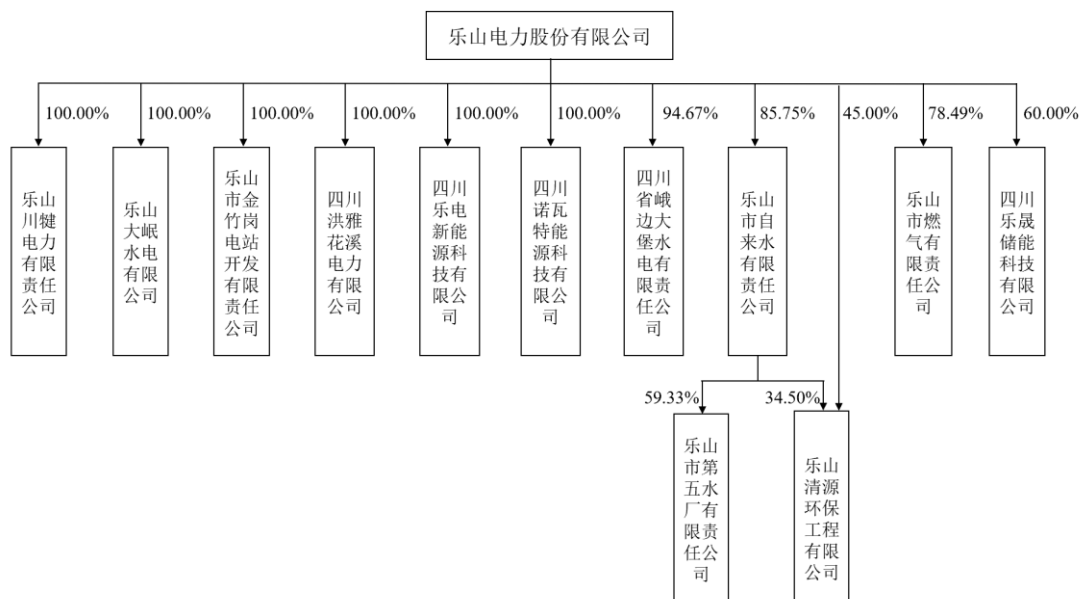 乐山电力股份有限公司
100.00%
100.00%
100.00%
100.00%
100.00%
100.00%
94.67%
85.75%
45.00%
78.49%
60.00%
乐山
川犍
电力
有限
责任
公司
乐山
大岷
水电
有限
公司
乐山
市金
竹岗
电站
开发
有限
责任
公司
四川
洪雅
花溪
电力
有限
公司
四川
乐电
新能
源科
技有
限公
司
四川
诺瓦
特能
源科
技有
限公
司
四川
省峨
边大
堡水
电有
限责
任公
司
乐山
市自
来水
有限
责任
公司
乐山
市燃
气有
限责
任公
司
四川
乐晟
储能
科技
有限
公司
59.33%
34.50%
乐山
市第
五水
厂有
限责
任公
司
乐山
清源
环保
工程
有限
公司